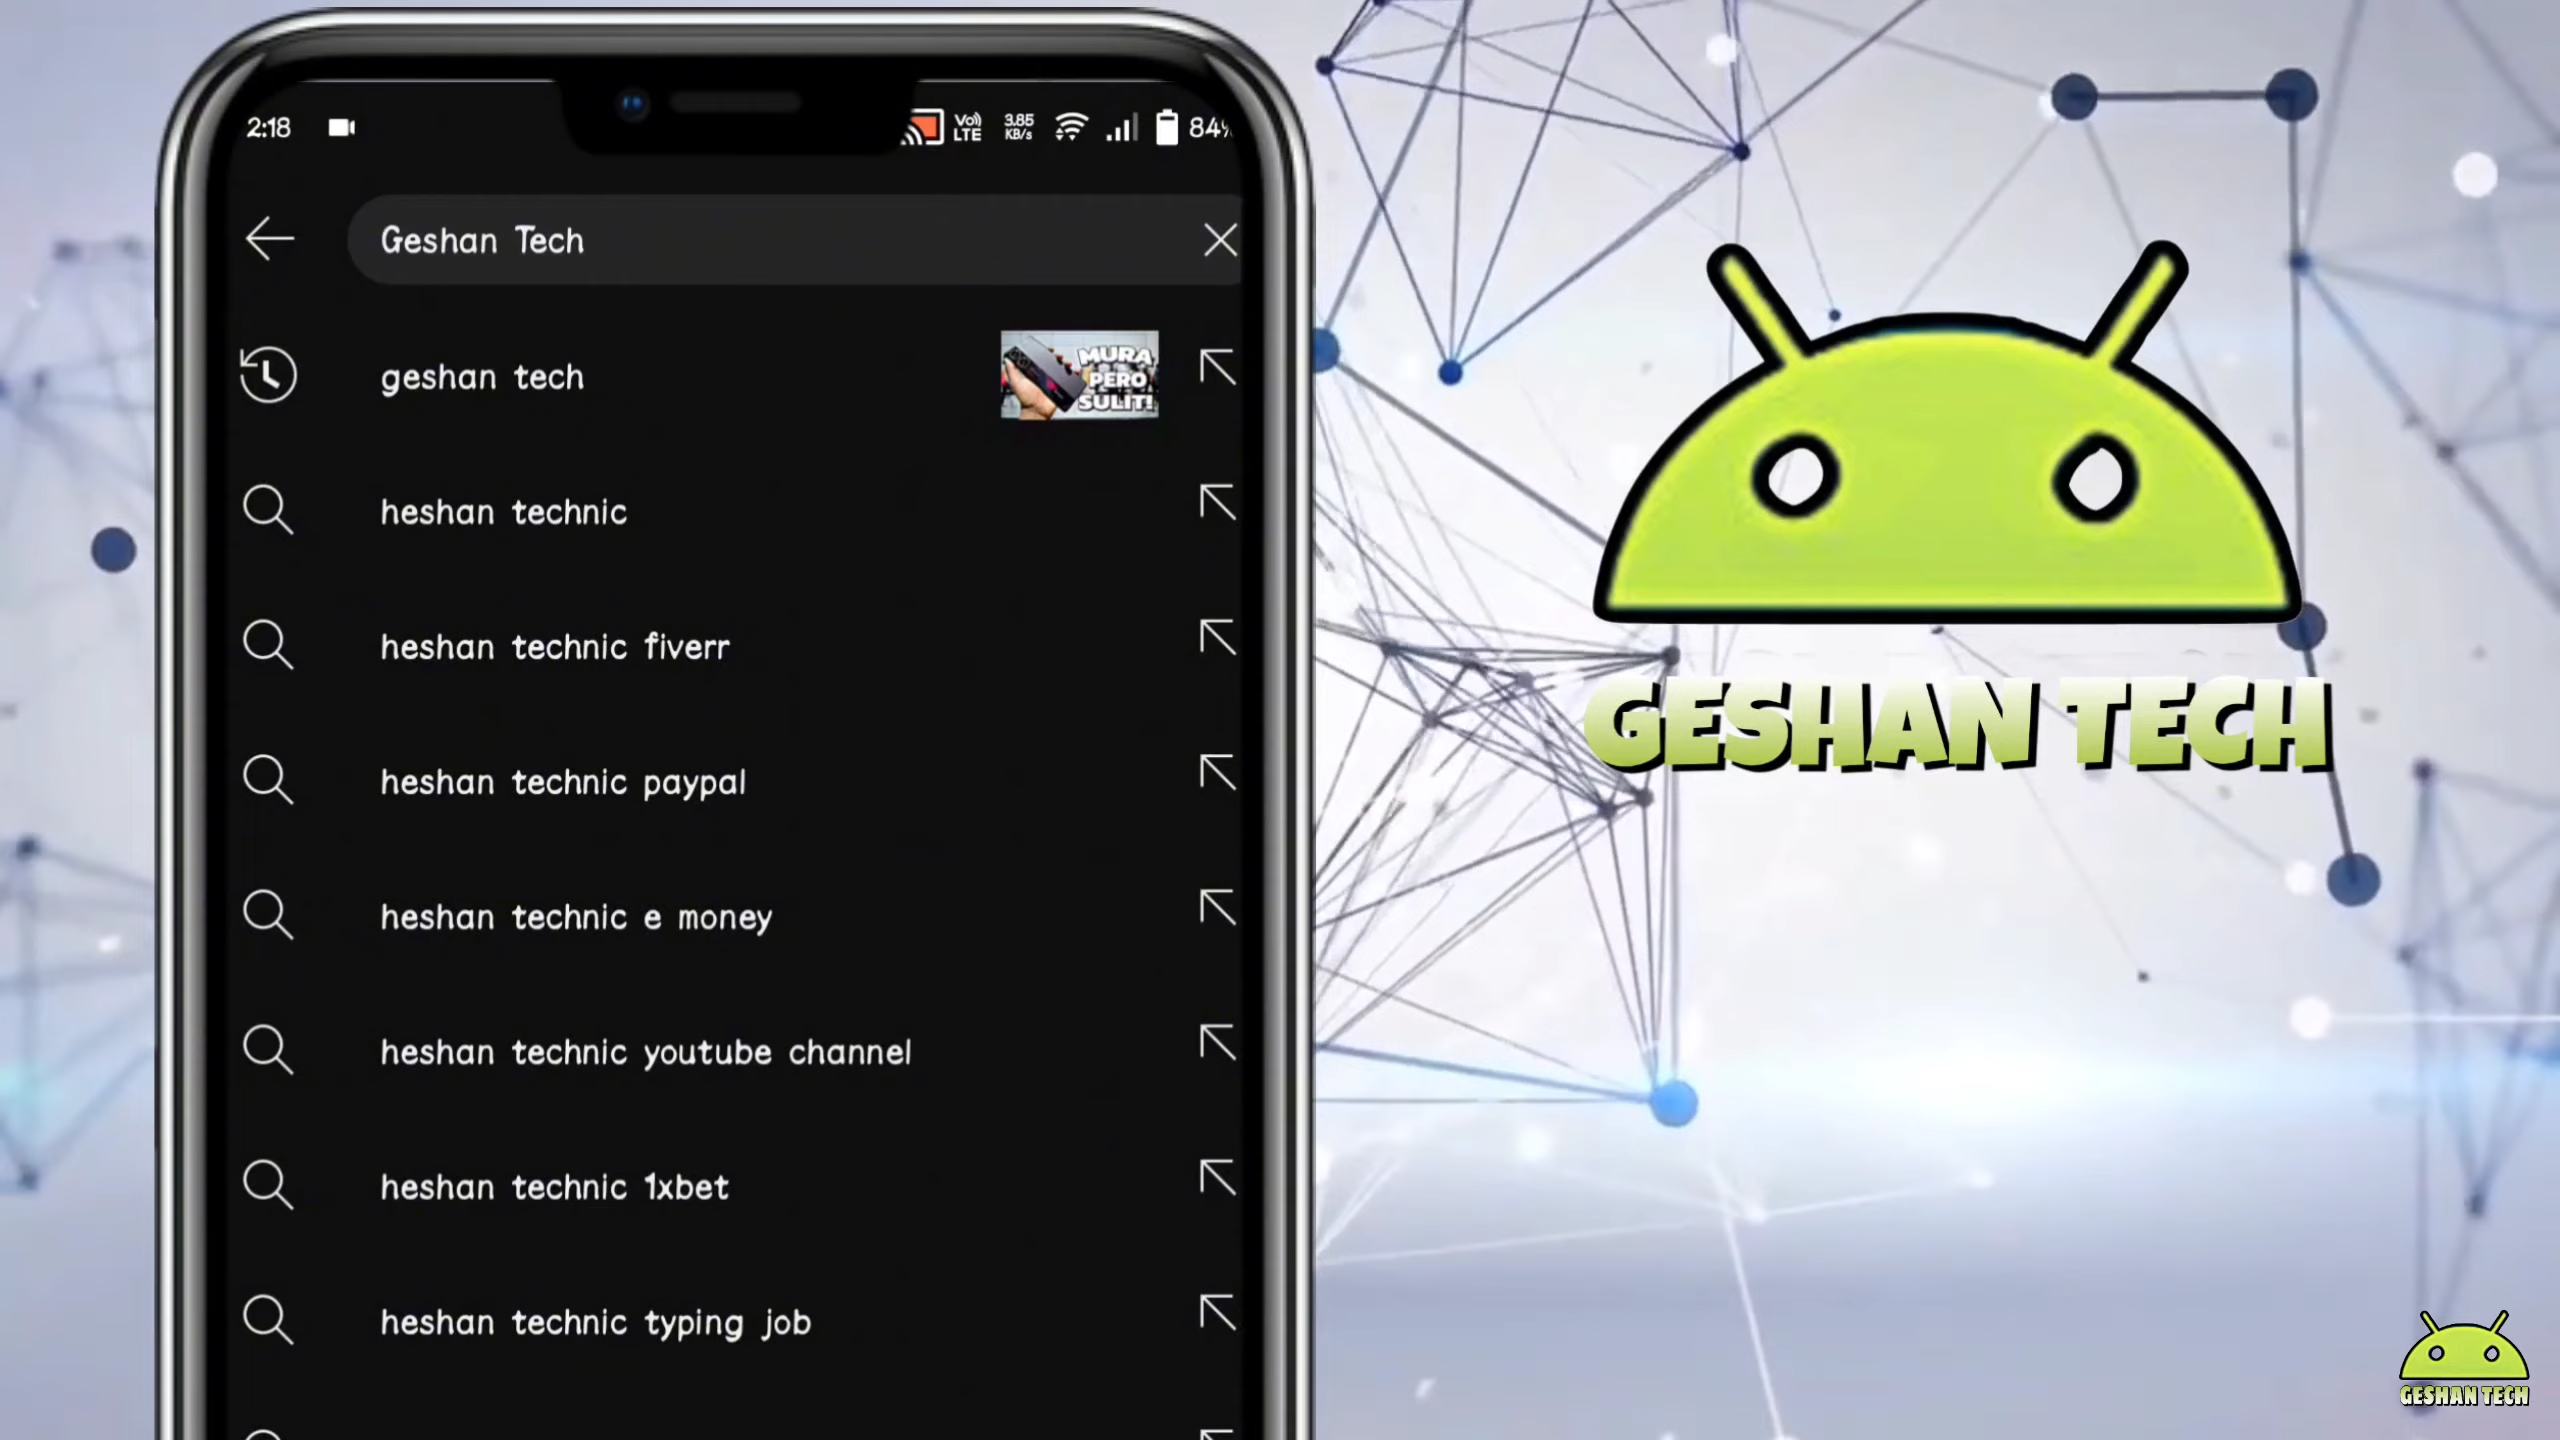 2:18
Vo))
LTE
3.85
KB/s
84%
Geshan Tech
geshan tech
MURA
PERO
SULIT!
heshan technic
heshan technic fiverr
heshan technic paypal
heshan technic e money
heshan technic youtube channel
heshan technic 1xbet
heshan technic typing job
GESHAN TECH
GESHAN TECH